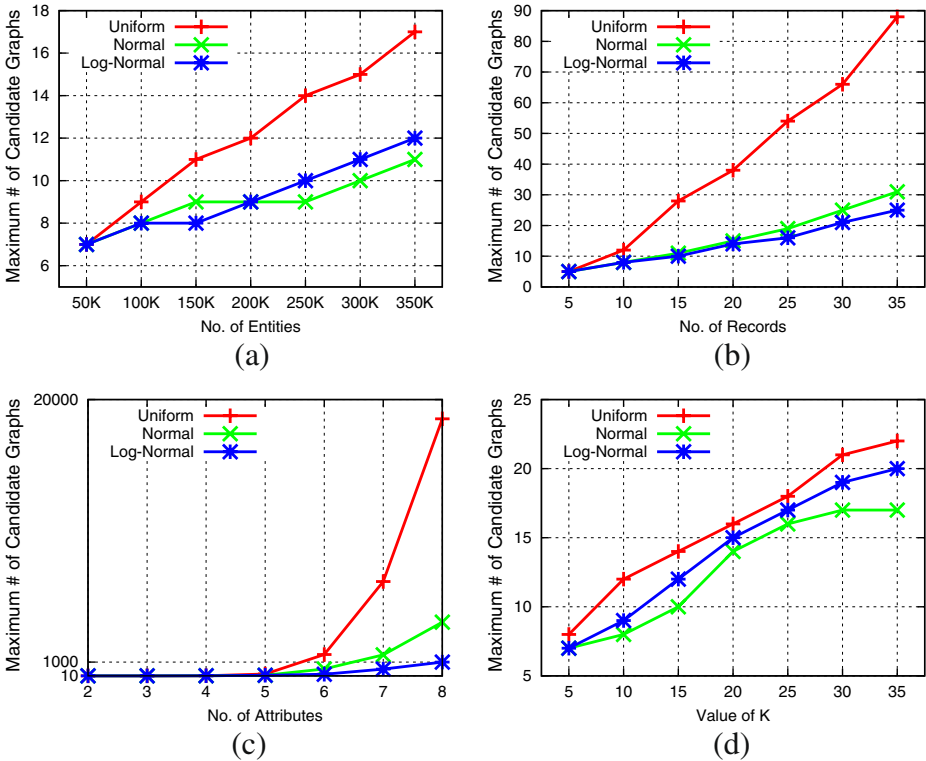 Maximum # of Candidate Graphs
18
16
14
12
10
8
6
Uniform
Normal
Log-Normal
50K 100K 150K 200K 250K 300K 350K
No. of Entities
(a)
Maximum # of Candidate Graphs
90
80
70
60
50
40
30
20
10
0
Uniform
Normal
Log-Normal
5 10 15 20 25 30 35
No. of Records
(b)
Maximum # of Candidate Graphs
20000
1000
10
Uniform
Normal
Log-Normal
2 3 4 5 6 7 8
No. of Attributes
(c)
Maximum # of Candidate Graphs
25
20
15
10
5
Uniform
Normal
Log-Normal
5 10 15 20 25 30 35
Value of K
(d)